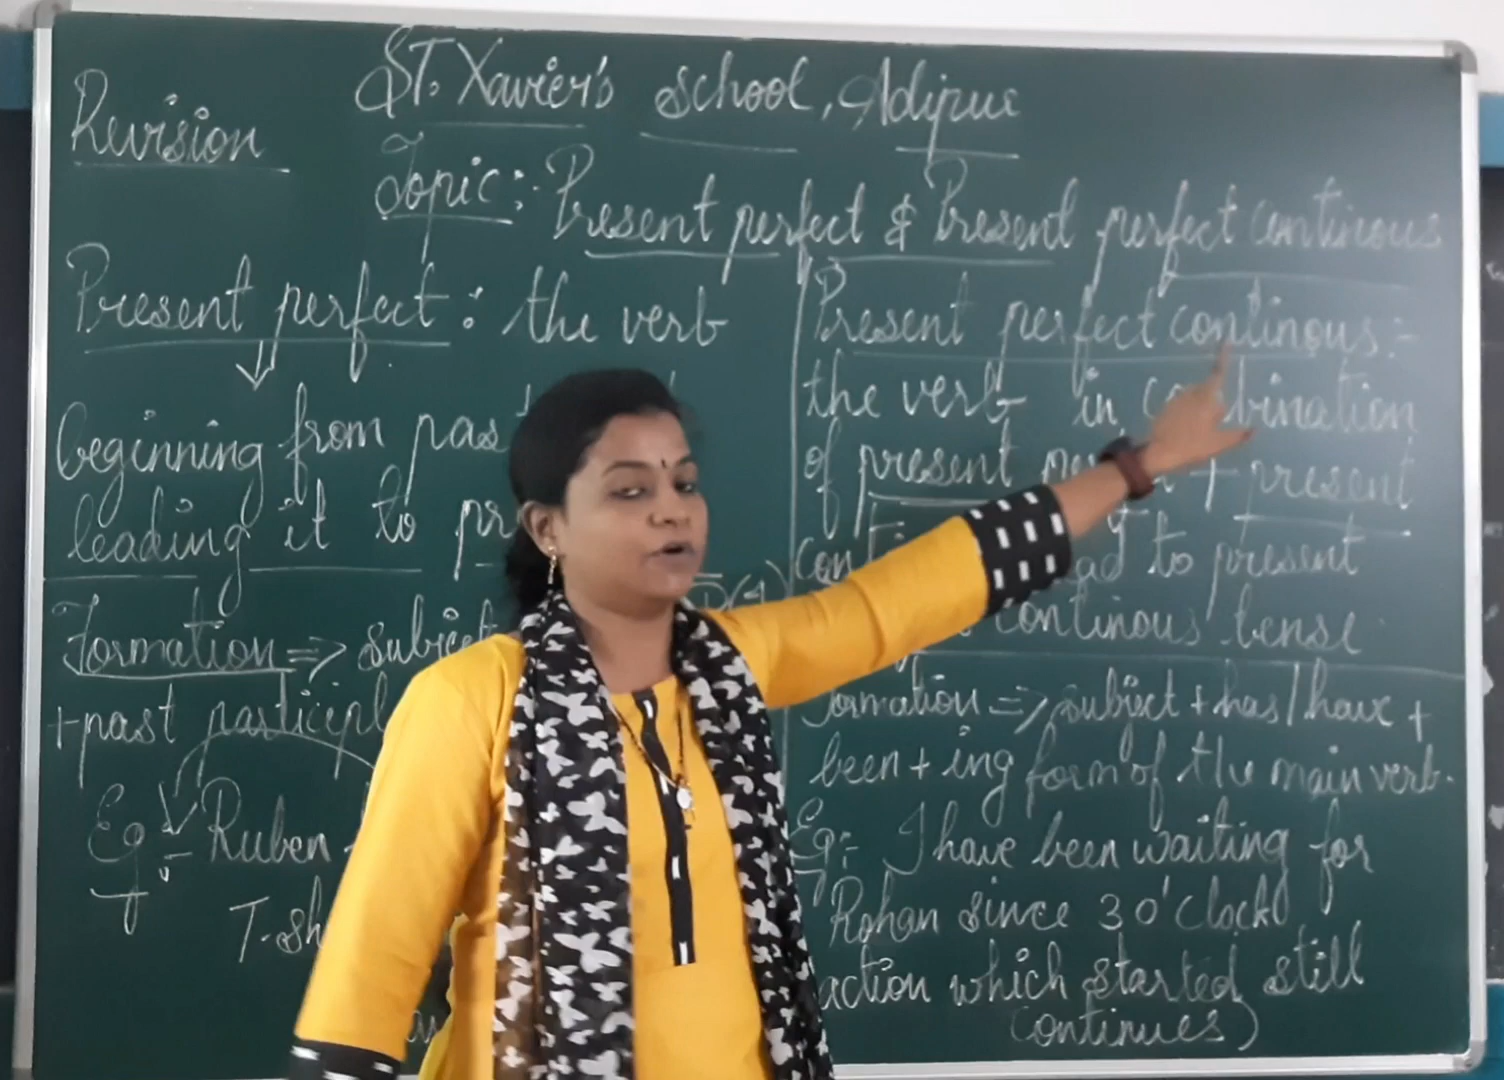 Revision
ST. Xavier's school, Adipur
Topic:- Present perfect & Present perfect continous
Present perfect : the verb
beginning from past
leading it to
Formation => subject
+ past participle
Eg:- Ruben
T-sh
Present perfect continous:-
the verb in combination
of present + present
to present
continous tense
Formation => subject + has/have +
been + ing form of the main verb.
Eg:- I have been waiting for
Rohan since 3 o'clock
action which started still
continues)